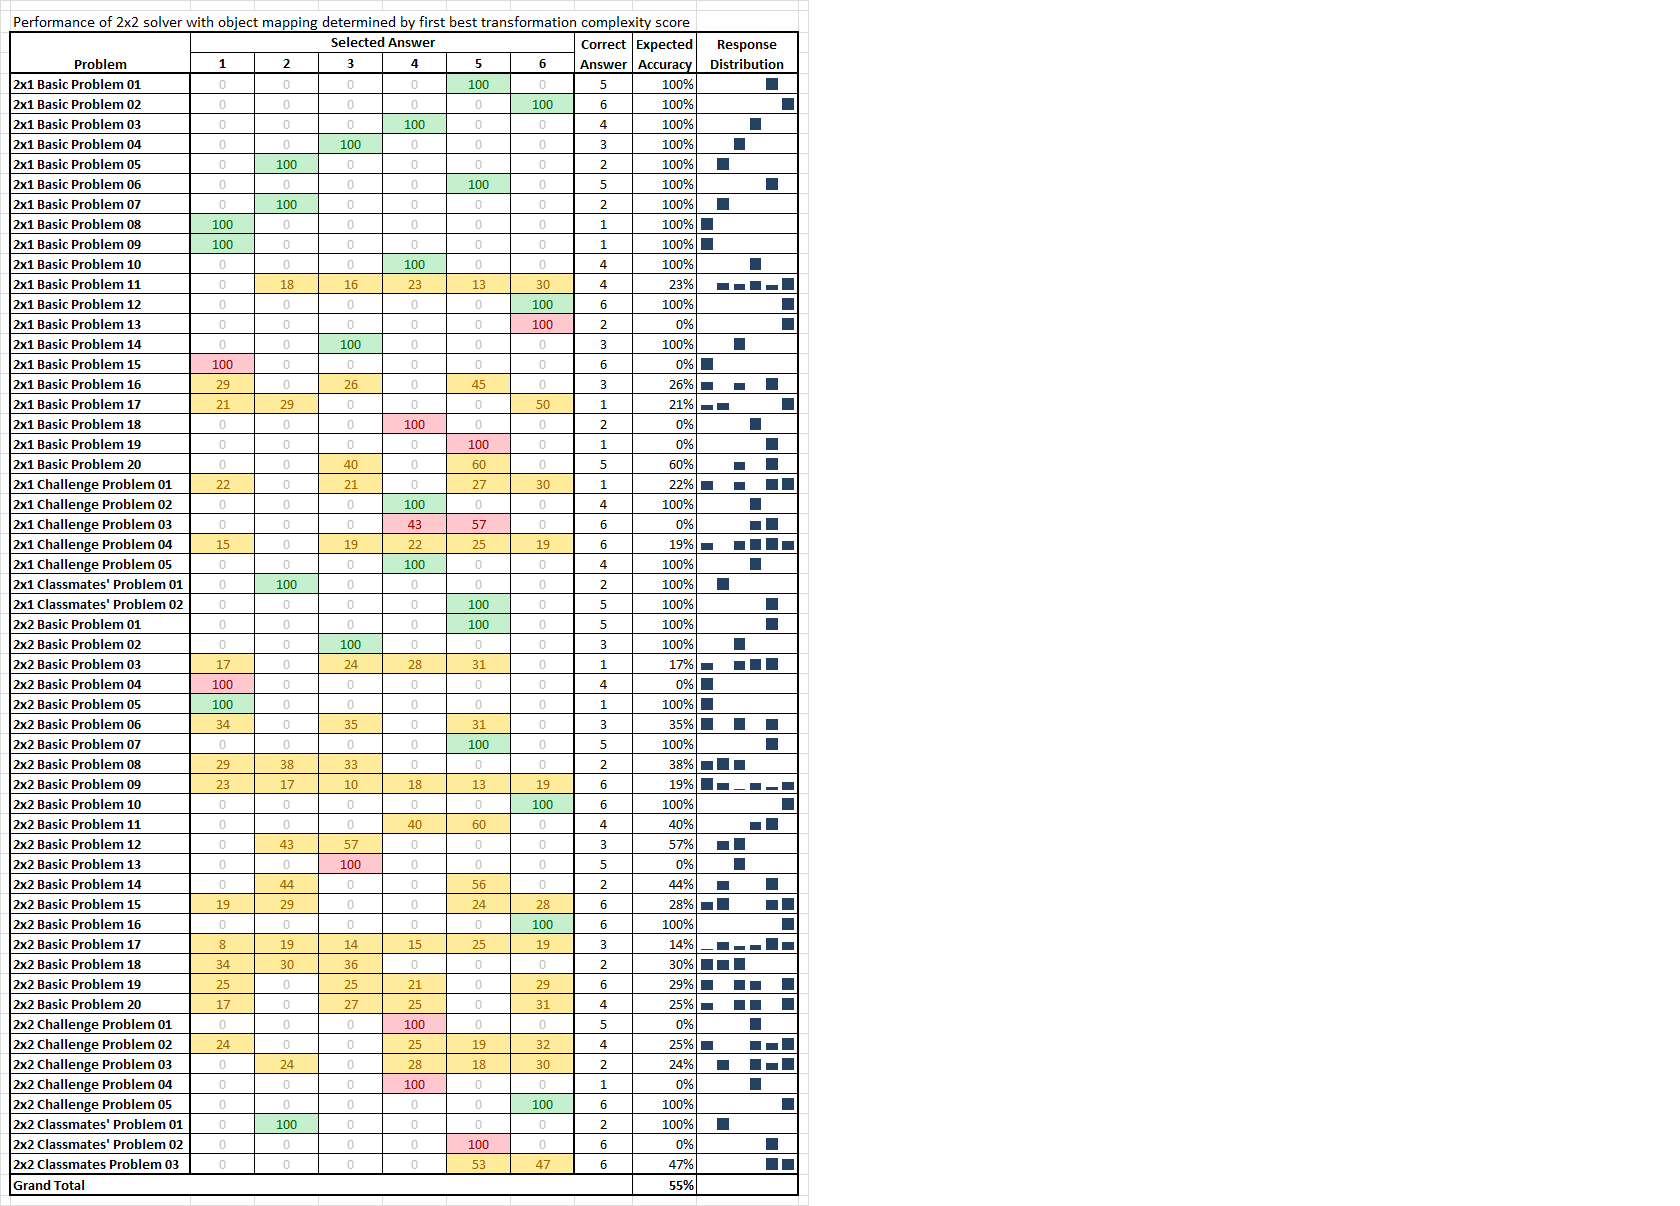 Performance of 2x2 solver with object mapping determined by first best transformation complexity score
Problem Selected Answer Correct Answer Expected Accuracy Response Distribution
1 2 3 4 5 6
2x1 Basic Problem 01 0 0 0 0 100 0 5 100%
2x1 Basic Problem 02 0 0 0 0 0 100 6 100%
2x1 Basic Problem 03 0 0 0 100 0 0 4 100%
2x1 Basic Problem 04 0 0 100 0 0 0 3 100%
2x1 Basic Problem 05 0 100 0 0 0 0 2 100%
2x1 Basic Problem 06 0 0 0 0 100 0 5 100%
2x1 Basic Problem 07 0 100 0 0 0 0 2 100%
2x1 Basic Problem 08 100 0 0 0 0 0 1 100%
2x1 Basic Problem 09 100 0 0 0 0 0 1 100%
2x1 Basic Problem 10 0 0 0 100 0 0 4 100%
2x1 Basic Problem 11 0 18 16 23 13 30 4 23%
2x1 Basic Problem 12 0 0 0 0 0 100 6 100%
2x1 Basic Problem 13 0 0 0 0 0 100 2 0%
2x1 Basic Problem 14 0 0 100 0 0 0 3 100%
2x1 Basic Problem 15 100 0 0 0 0 0 6 0%
2x1 Basic Problem 16 29 0 26 0 45 0 3 26%
2x1 Basic Problem 17 21 29 0 0 0 50 1 21%
2x1 Basic Problem 18 0 0 0 100 0 0 2 0%
2x1 Basic Problem 19 0 0 0 0 100 0 1 0%
2x1 Basic Problem 20 0 0 40 0 60 0 5 60%
2x1 Challenge Problem 01 22 0 21 0 27 30 1 22%
2x1 Challenge Problem 02 0 0 0 100 0 0 4 100%
2x1 Challenge Problem 03 0 0 0 43 57 0 6 0%
2x1 Challenge Problem 04 15 0 19 22 25 19 6 19%
2x1 Challenge Problem 05 0 0 0 100 0 0 4 100%
2x1 Classmates' Problem 01 0 100 0 0 0 0 2 100%
2x1 Classmates' Problem 02 0 0 0 0 100 0 5 100%
2x2 Basic Problem 01 0 0 0 0 100 0 5 100%
2x2 Basic Problem 02 0 0 100 0 0 0 3 100%
2x2 Basic Problem 03 17 0 24 28 31 0 1 17%
2x2 Basic Problem 04 100 0 0 0 0 0 4 0%
2x2 Basic Problem 05 100 0 0 0 0 0 1 100%
2x2 Basic Problem 06 34 0 35 0 31 0 3 35%
2x2 Basic Problem 07 0 0 0 0 100 0 5 100%
2x2 Basic Problem 08 29 38 33 0 0 0 2 38%
2x2 Basic Problem 09 23 17 10 18 13 19 6 19%
2x2 Basic Problem 10 0 0 0 0 0 100 6 100%
2x2 Basic Problem 11 0 0 0 40 60 0 4 40%
2x2 Basic Problem 12 0 43 57 0 0 0 3 57%
2x2 Basic Problem 13 0 0 100 0 0 0 5 0%
2x2 Basic Problem 14 0 44 0 0 56 0 2 44%
2x2 Basic Problem 15 19 29 0 0 24 28 6 28%
2x2 Basic Problem 16 0 0 0 0 0 100 6 100%
2x2 Basic Problem 17 8 19 14 15 25 19 3 14%
2x2 Basic Problem 18 34 30 36 0 0 0 2 30%
2x2 Basic Problem 19 25 0 25 21 0 29 6 29%
2x2 Basic Problem 20 17 0 27 25 0 31 4 25%
2x2 Challenge Problem 01 0 0 0 100 0 0 5 0%
2x2 Challenge Problem 02 24 0 0 25 19 32 4 25%
2x2 Challenge Problem 03 0 24 0 28 18 30 2 24%
2x2 Challenge Problem 04 0 0 0 100 0 0 1 0%
2x2 Challenge Problem 05 0 0 0 0 0 100 6 100%
2x2 Classmates' Problem 01 0 100 0 0 0 0 2 100%
2x2 Classmates' Problem 02 0 0 0 0 100 0 6 0%
2x2 Classmates Problem 03 0 0 0 0 53 47 6 47%
Grand Total 55%